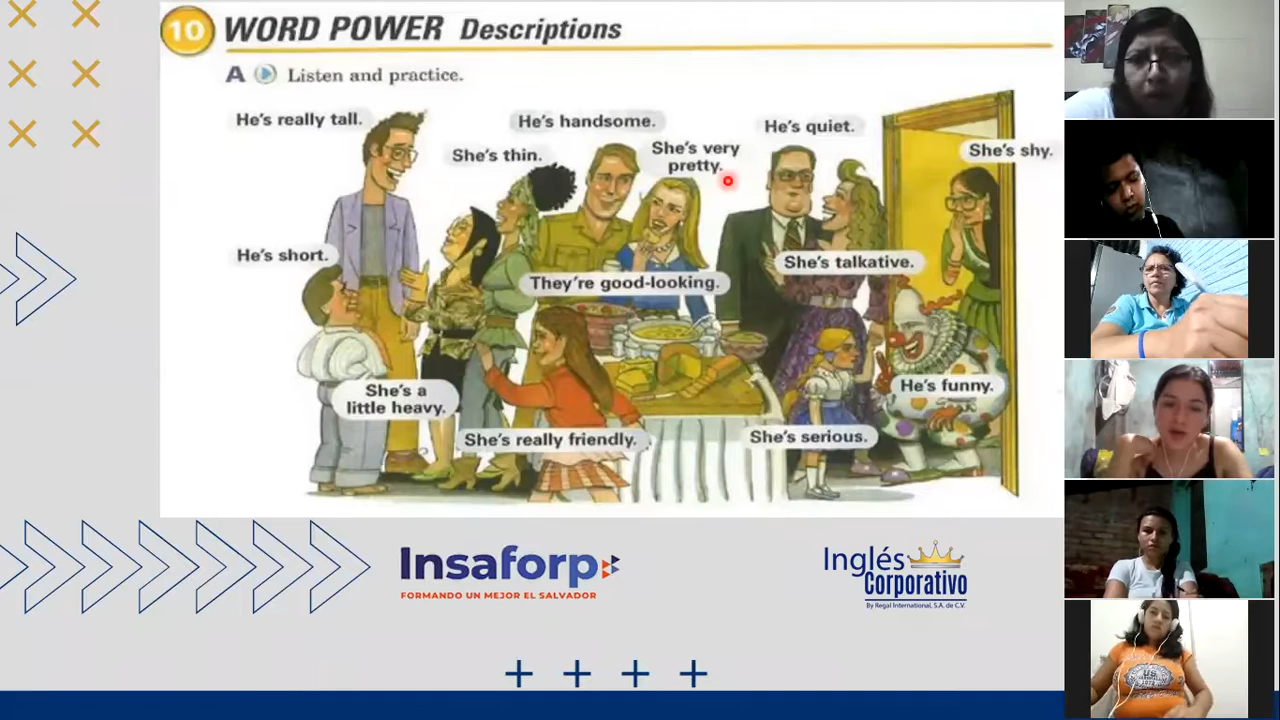 10 WORD POWER Descriptions
A Listen and practice.
He's really tall.
He's handsome.
He's quiet.
She's very
pretty.
She's thin.
She's shy.
He's short.
They're good-looking.
She's talkative.
She's a
little heavy.
He's funny.
She's really friendly.
She's serious.
Insaforp
FORMANDO UN MEJOR EL SALVADOR
Inglés
Corporativo
By Regal International, S.A. de C.V.